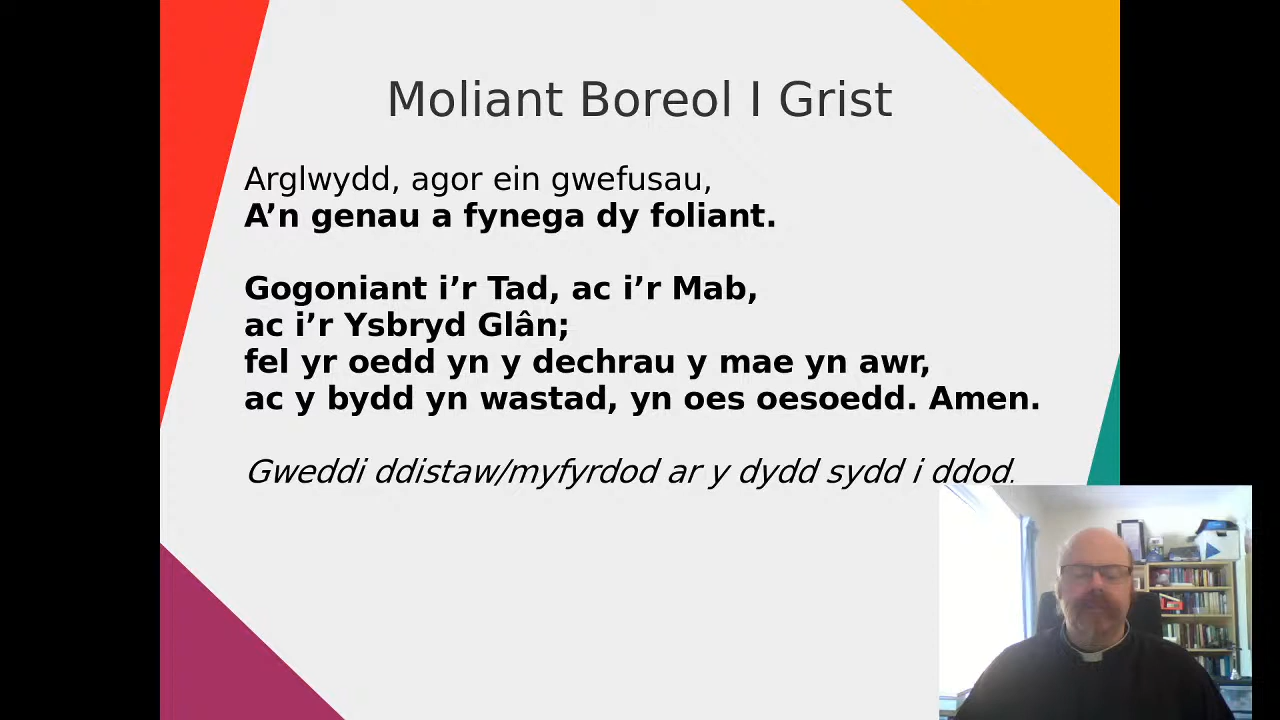 Moliant Boreol I Grist
Arglwydd, agor ein gwefusau,
A’n genau a fynega dy foliant.
Gogoniant i’r Tad, ac i’r Mab,
ac i’r Ysbryd Glân;
fel yr oedd yn y dechrau y mae yn awr,
ac y bydd yn wastad, yn oes oesoedd. Amen.
Gweddi ddistaw/myfyrdod ar y dydd sydd i ddod.